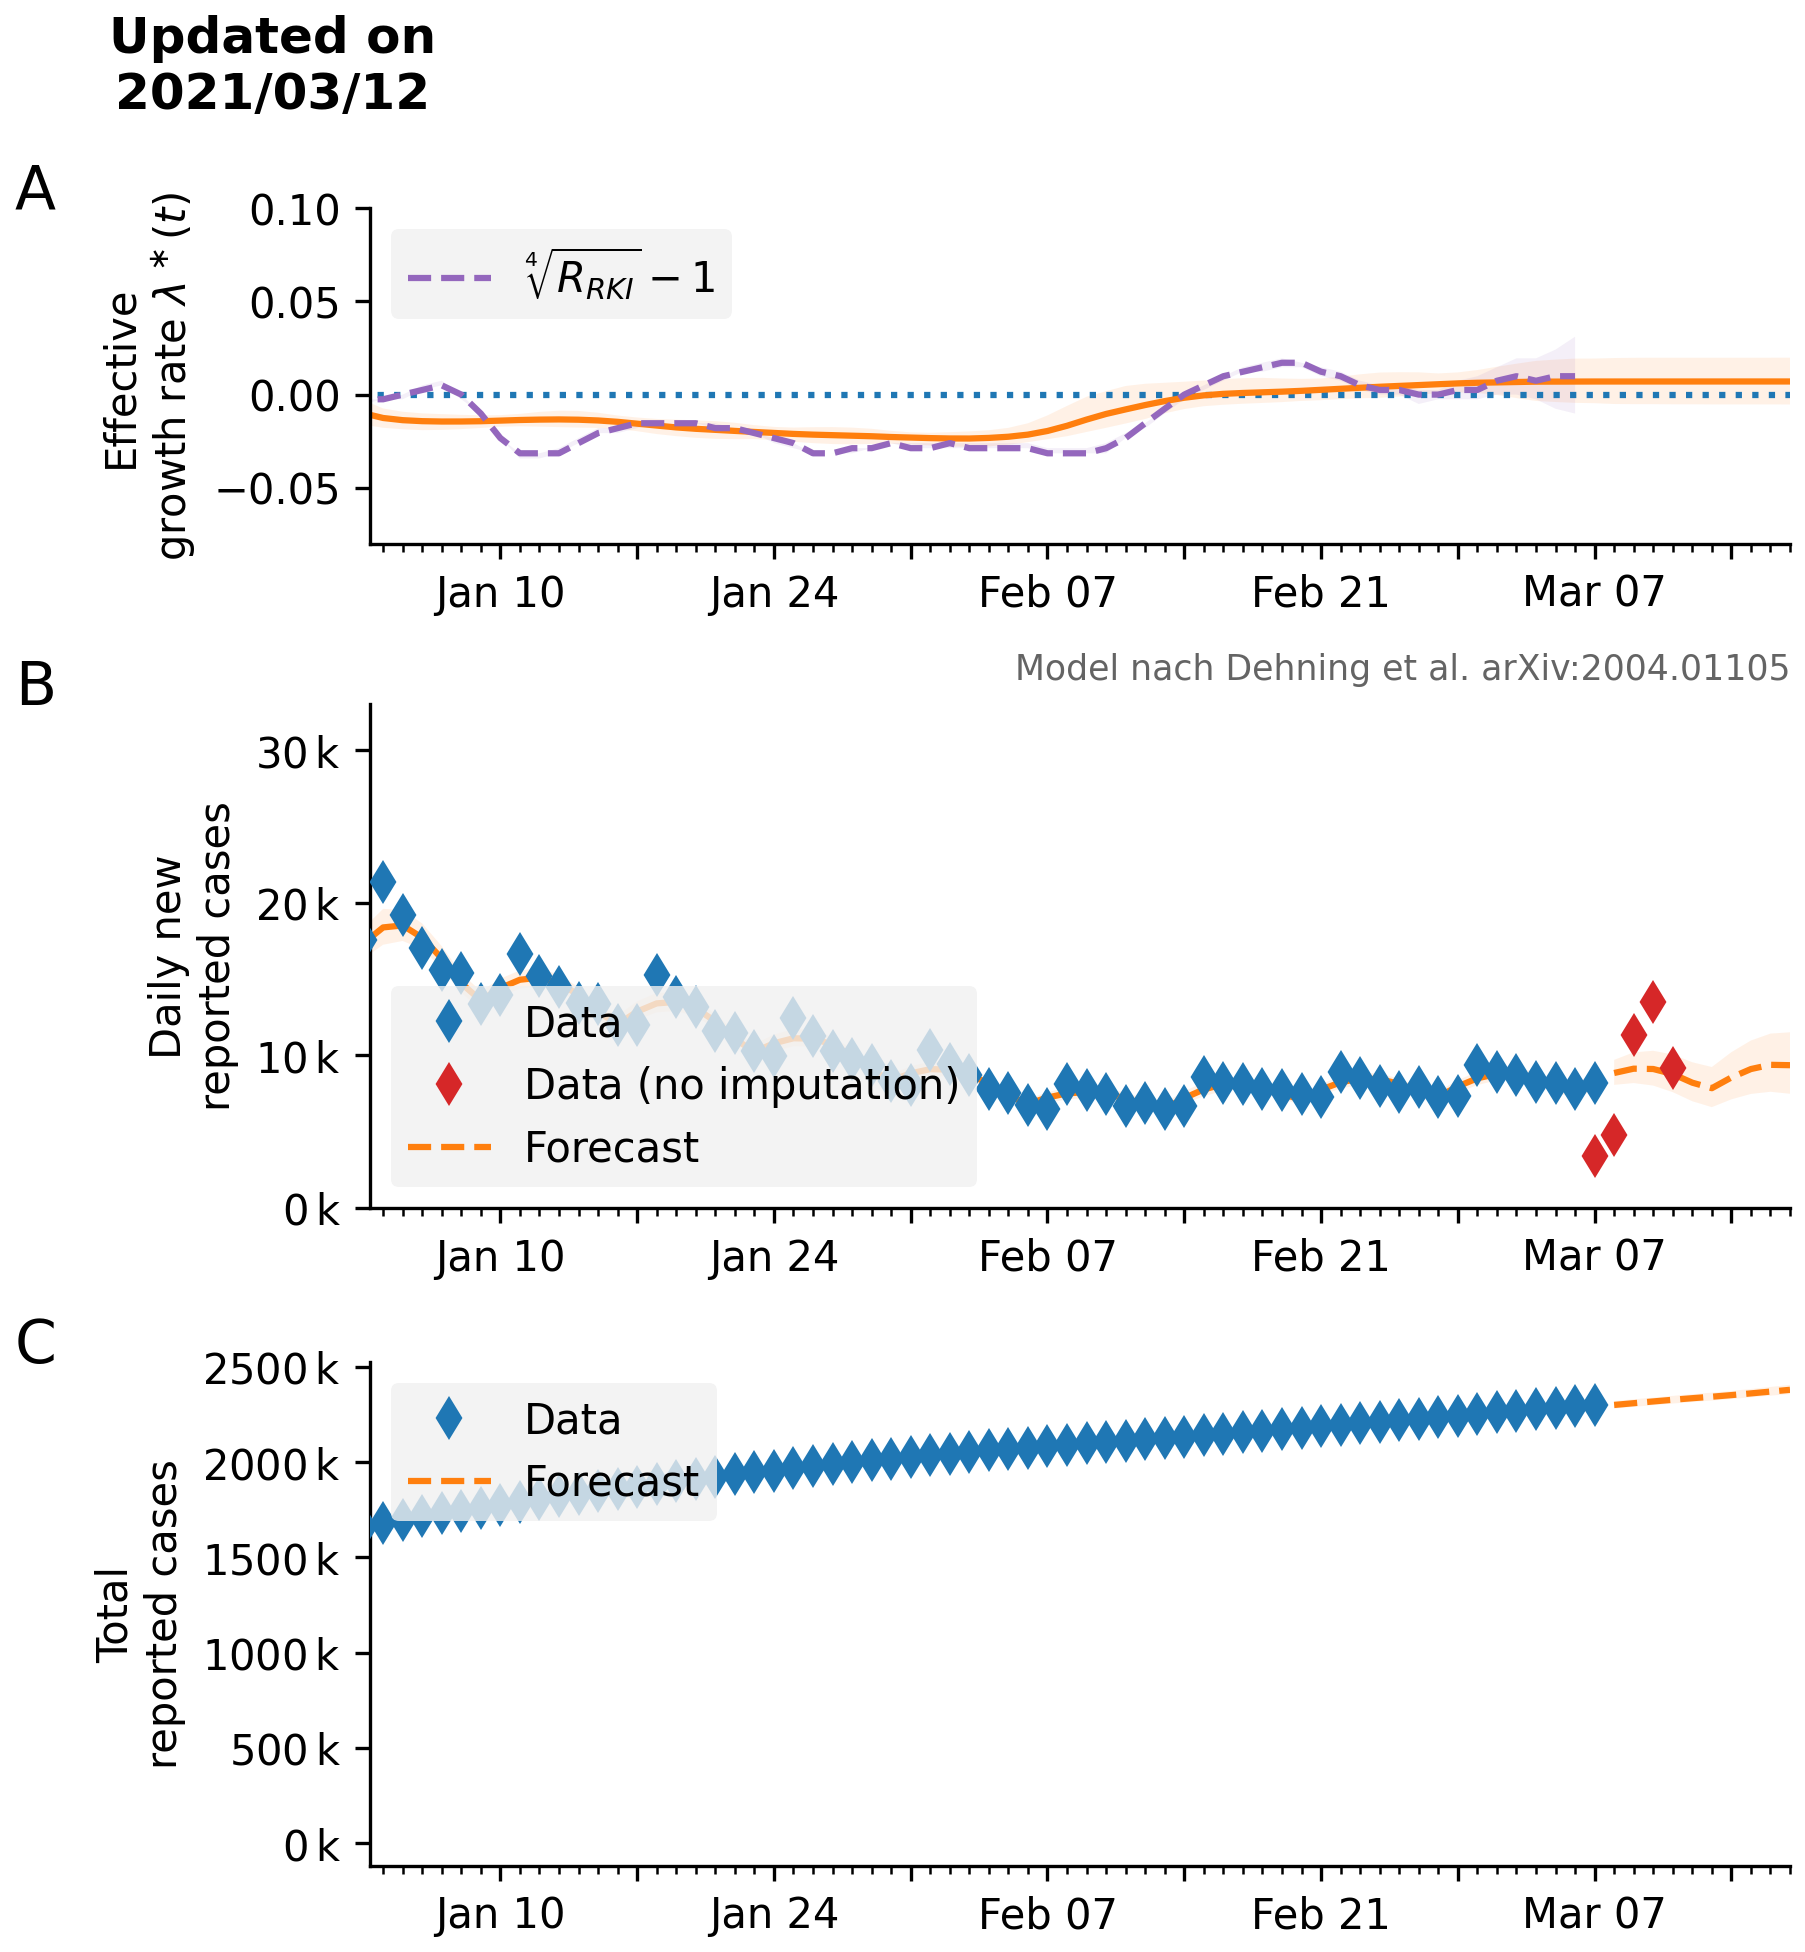 Updated on
2021/03/12
A
Effective
growth rate λ * (t)
0.10
0.05
0.00
−0.05
∜R_RKI − 1
Jan 10
Jan 24
Feb 07
Feb 21
Mar 07
Model nach Dehning et al. arXiv:2004.01105
B
Daily new
reported cases
30 k
20 k
10 k
0 k
Data
Data (no imputation)
Forecast
Jan 10
Jan 24
Feb 07
Feb 21
Mar 07
C
Total
reported cases
2500 k
2000 k
1500 k
1000 k
500 k
0 k
Data
Forecast
Jan 10
Jan 24
Feb 07
Feb 21
Mar 07